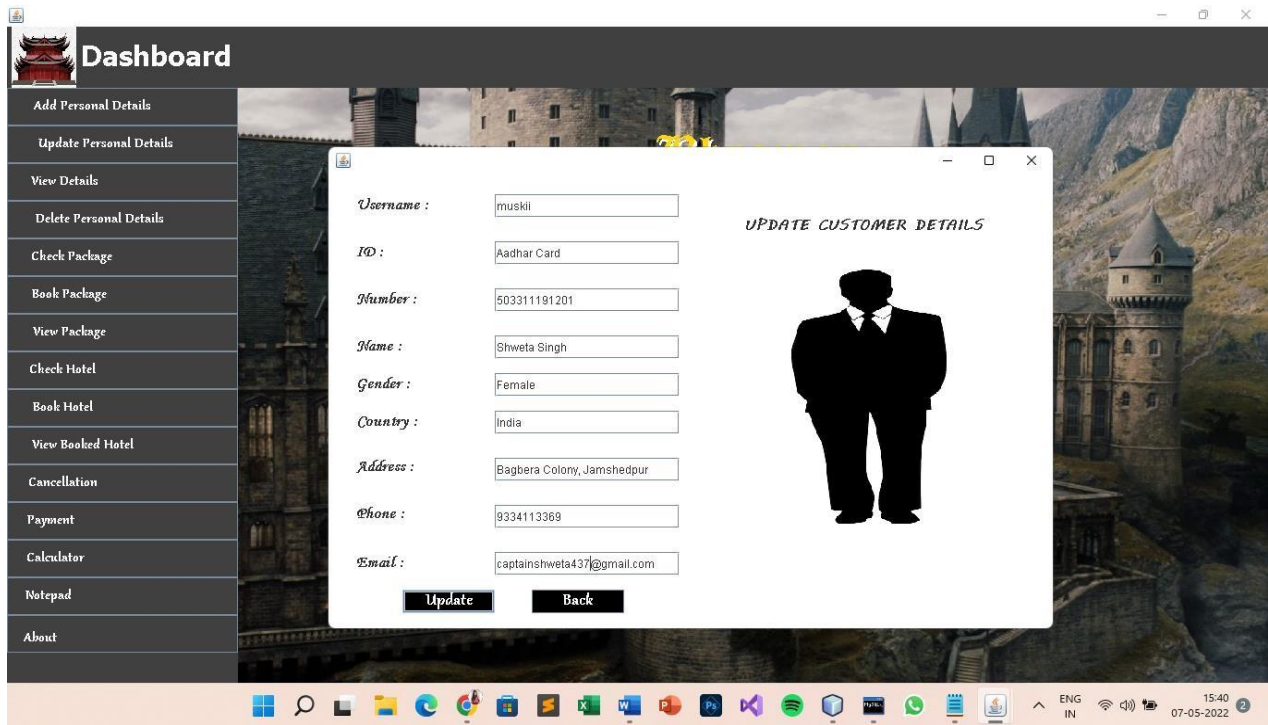 Dashboard
Add Personal Details
Update Personal Details
View Details
Delete Personal Details
Check Package
Book Package
View Package
Check Hotel
Book Hotel
View Booked Hotel
Cancellation
Payment
Calculator
Notepad
About
Username : muskii
ID : Aadhar Card
Number : 503311191201
Name : Shweta Singh
Gender : Female
Country : India
Address : Bagbera Colony, Jamshedpur
Phone : 9334113369
Email : captainshweta437@gmail.com
Update Back
UPDATE CUSTOMER DETAILS
ENG
IN
15:40
07-05-2022
2